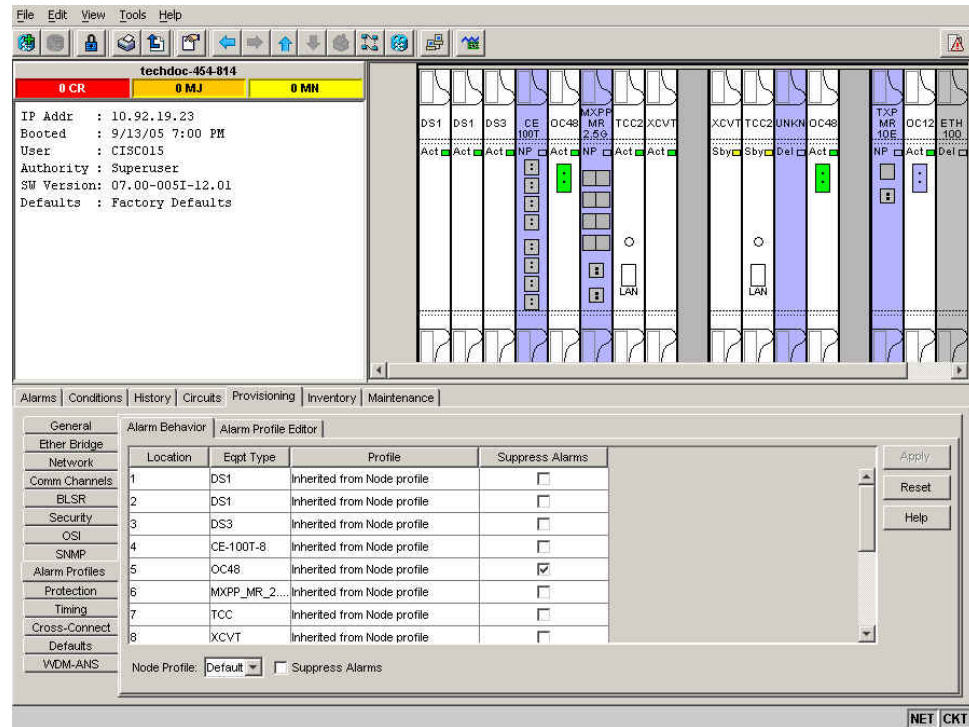 File Edit View Tools Help
techdoc-454-814
0 CR 0 MJ 0 MN
IP Addr : 10.92.19.23
Booted : 9/13/05 7:00 PM
User : CISC015
Authority : Superuser
SW Version: 07.00-005I-12.01
Defaults : Factory Defaults
DS1 DS1 DS3 CE 100T OC48 MXPP MR 2.5G TCC2 XCVT XCVT TCC2 UNKN OC48 TXP MR 10E OC12 ETH 100
Act Act Act NP Act NP Act Act Sby Sby Del Act NP Act Del
LAN LAN
Alarms Conditions History Circuits Provisioning Inventory Maintenance
General
Ether Bridge
Network
Comm Channels
BLSR
Security
OSI
SNMP
Alarm Profiles
Protection
Timing
Cross-Connect
Defaults
WDM-ANS
Alarm Behavior Alarm Profile Editor
Location Eqpt Type Profile Suppress Alarms
1 DS1 Inherited from Node profile
2 DS1 Inherited from Node profile
3 DS3 Inherited from Node profile
4 CE-100T-8 Inherited from Node profile
5 OC48 Inherited from Node profile
6 MXPP_MR_2.... Inherited from Node profile
7 TCC Inherited from Node profile
8 XCVT Inherited from Node profile
Node Profile: Default Suppress Alarms
Apply
Reset
Help
NET CKT